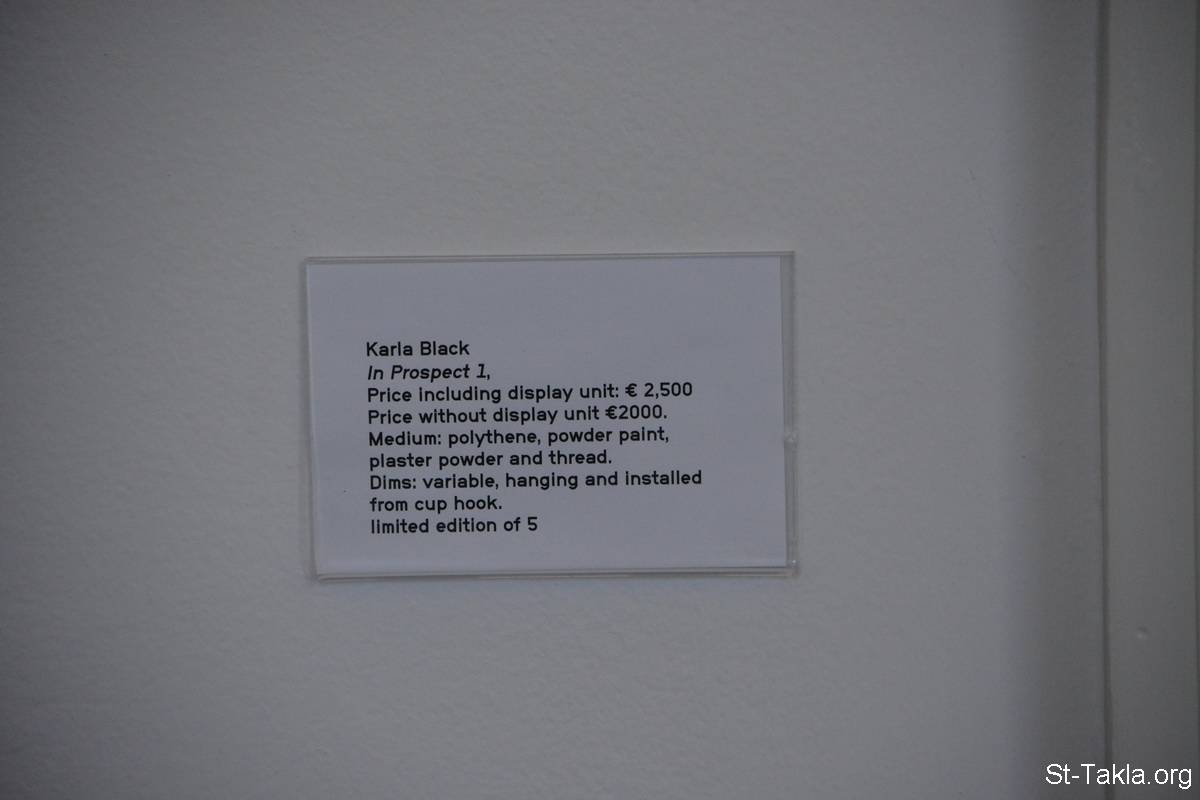 Karla Black
In Prospect 1,
Price including display unit: € 2,500
Price without display unit €2000.
Medium: polythene, powder paint,
plaster powder and thread.
Dims: variable, hanging and installed
from cup hook.
limited edition of 5
St-Takla.org